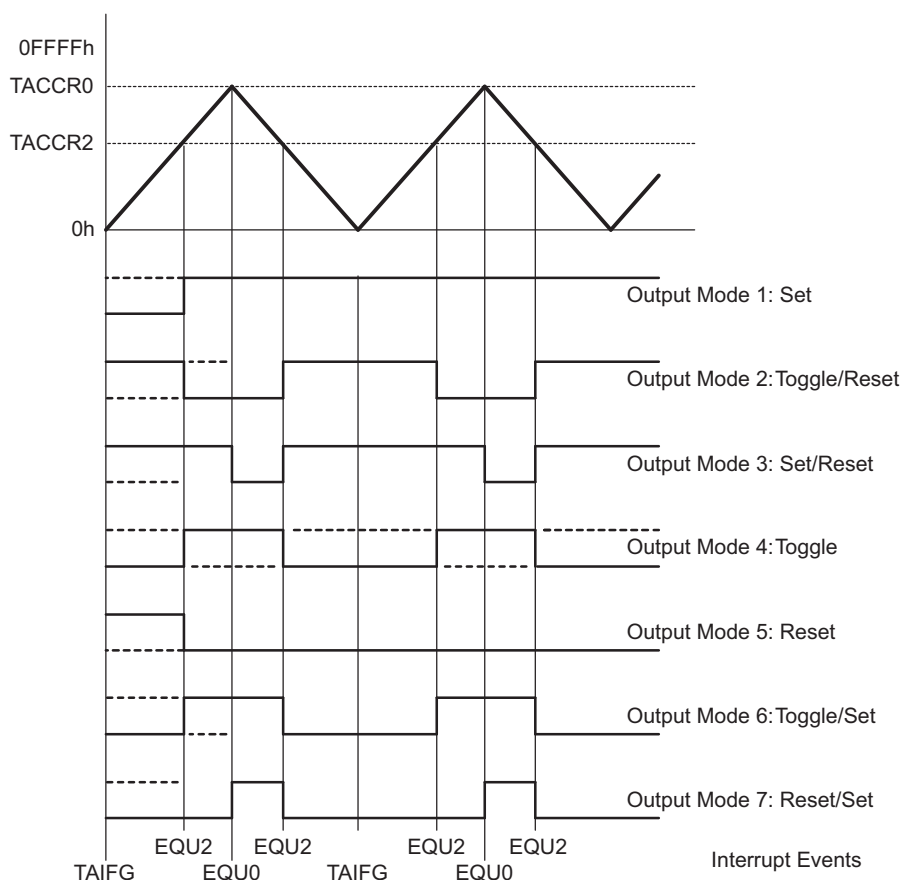 0FFFFh
TACCR0
TACCR2
0h
Output Mode 1: Set
Output Mode 2:Toggle/Reset
Output Mode 3: Set/Reset
Output Mode 4:Toggle
Output Mode 5: Reset
Output Mode 6:Toggle/Set
Output Mode 7: Reset/Set
EQU2 EQU2 EQU2 EQU2
TAIFG EQU0 TAIFG EQU0 Interrupt Events